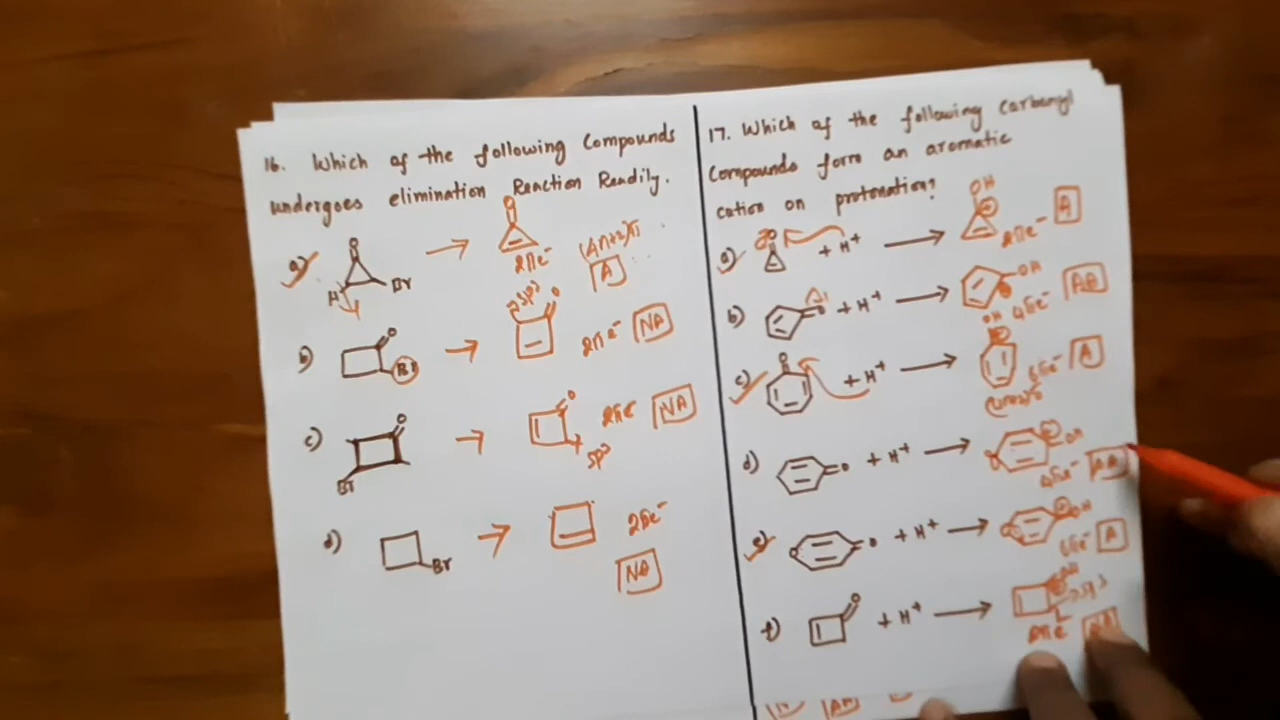 16. Which of the following Compounds
undergoes elimination Reaction Readily.
a) O H Br → O 2πe⁻ (4n+2)π A
b) O Br → sp³ O 2πe⁻ NA
c) O Br → O sp³ 2πe⁻ NA
d) Br → 2πe⁻ NA
17. Which of the following Carbonyl
Compounds form an aromatic
cation on protonation?
a) O + H⁺ → OH ⊕ 2πe⁻ A
b) O + H⁺ → OH 4πe⁻ AA
c) O + H⁺ → OH ⊕ 6πe⁻ A
d) O + H⁺ → ⊕ OH 4πe⁻ AA
e) O + H⁺ → ⊕ OH 6πe⁻ A
f) O + H⁺ → OH 2πe⁻